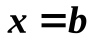 x = b